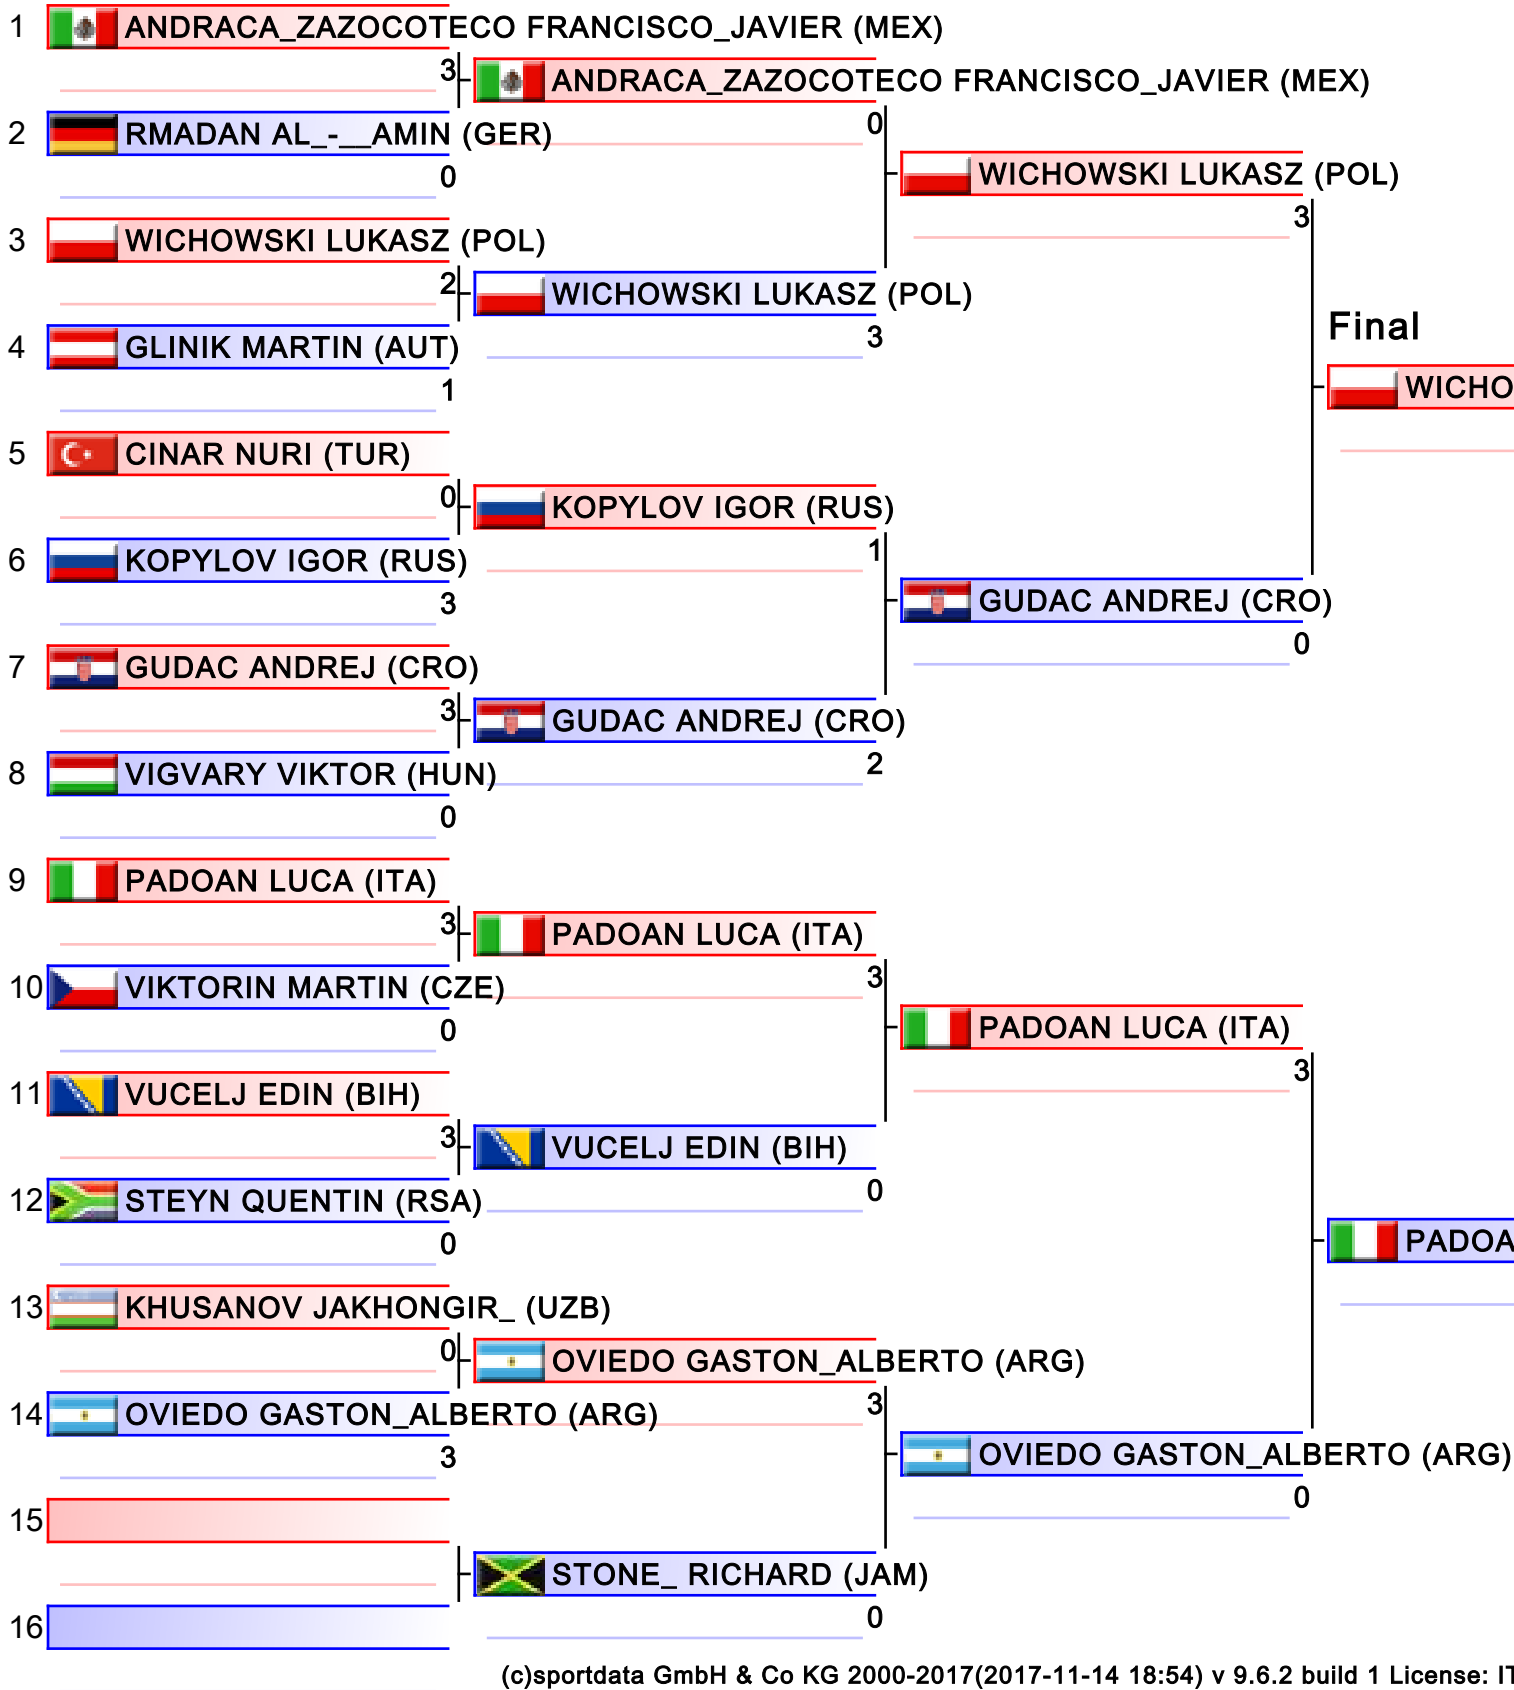 1 ANDRACA_ZAZOCOTECO FRANCISCO_JAVIER (MEX)
3
ANDRACA_ZAZOCOTECO FRANCISCO_JAVIER (MEX)
0
2 RMADAN AL_-__AMIN (GER)
0
WICHOWSKI LUKASZ (POL)
3
3 WICHOWSKI LUKASZ (POL)
2
WICHOWSKI LUKASZ (POL)
3
4 GLINIK MARTIN (AUT)
1
Final
WICHO
5 CINAR NURI (TUR)
0
KOPYLOV IGOR (RUS)
1
6 KOPYLOV IGOR (RUS)
3
GUDAC ANDREJ (CRO)
0
7 GUDAC ANDREJ (CRO)
3
GUDAC ANDREJ (CRO)
2
8 VIGVARY VIKTOR (HUN)
0
9 PADOAN LUCA (ITA)
3
PADOAN LUCA (ITA)
3
10 VIKTORIN MARTIN (CZE)
0
PADOAN LUCA (ITA)
3
11 VUCELJ EDIN (BIH)
3
VUCELJ EDIN (BIH)
0
12 STEYN QUENTIN (RSA)
0
PADOA
13 KHUSANOV JAKHONGIR_ (UZB)
0
OVIEDO GASTON_ALBERTO (ARG)
3
14 OVIEDO GASTON_ALBERTO (ARG)
3
OVIEDO GASTON_ALBERTO (ARG)
0
15
STONE_ RICHARD (JAM)
0
16
(c)sportdata GmbH & Co KG 2000-2017(2017-11-14 18:54) v 9.6.2 build 1 License: IT